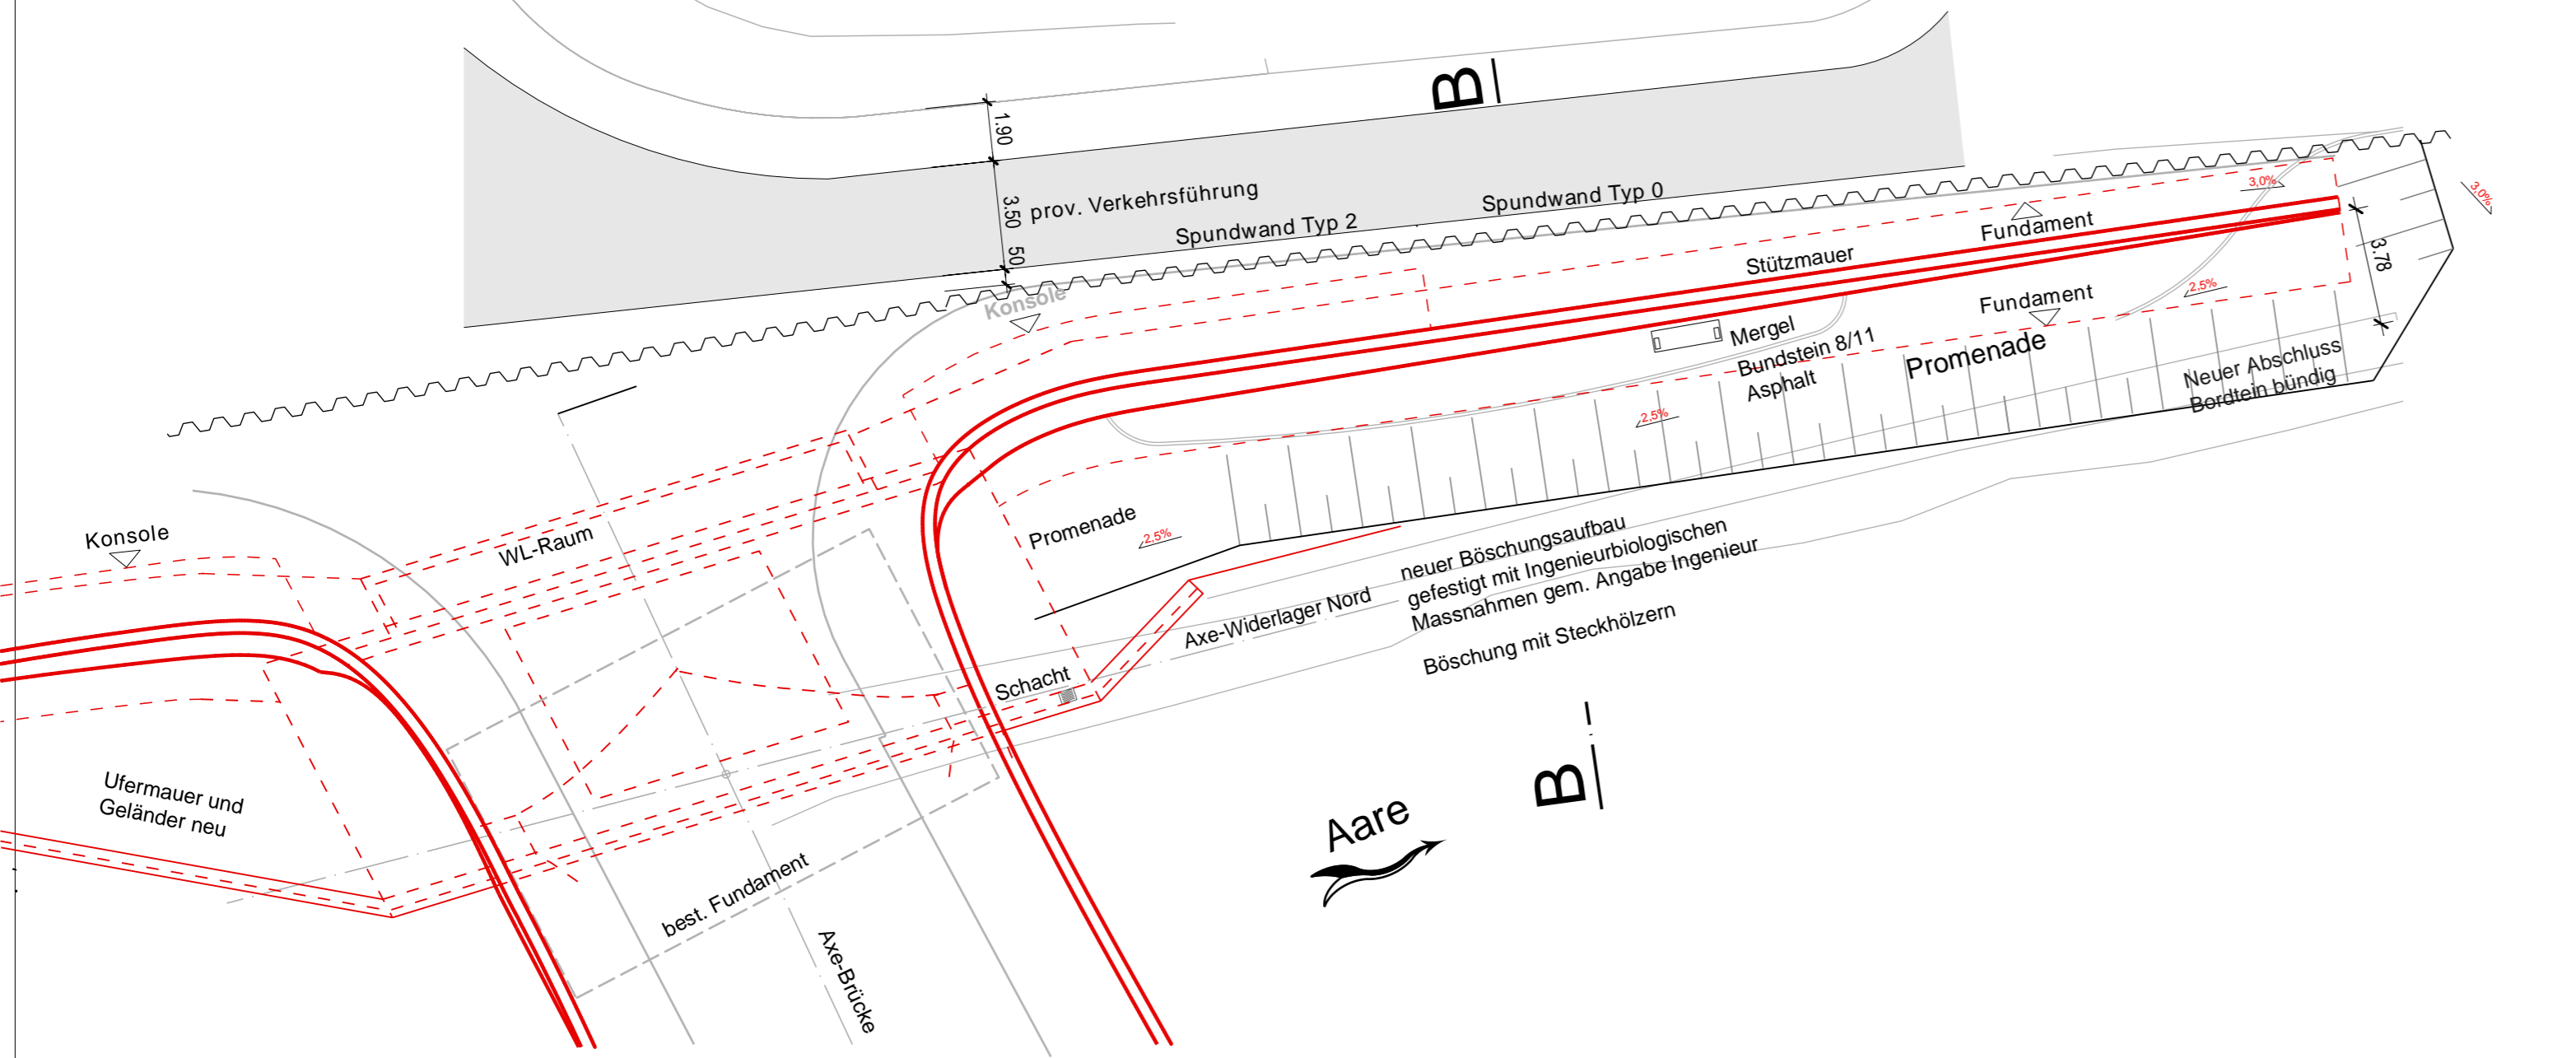 B
1.90
3.50
50
prov. Verkehrsführung
Spundwand Typ 2
Spundwand Typ 0
Konsole
Stützmauer
Fundament
3,0%
3,0%
3.78
Fundament
2,5%
Mergel
Bundstein 8/11
Asphalt
Promenade
Neuer Abschluss
Bordtein bündig
2,5%
Promenade
2,5%
Konsole
WL-Raum
neuer Böschungsaufbau
gefestigt mit Ingenieurbiologischen
Massnahmen gem. Angabe Ingenieur
Böschung mit Steckhölzern
Axe-Widerlager Nord
Schacht
Ufermauer und
Geländer neu
best. Fundament
Axe-Brücke
Aare
B